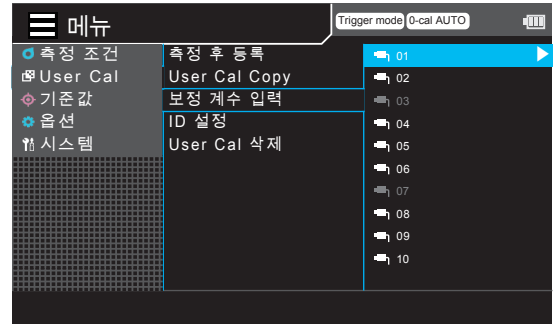 메뉴
Trigger mode 0-cal AUTO
측정 조건
User Cal
기준값
옵션
시스템
측정 후 등록
User Cal Copy
보정 계수 입력
ID 설정
User Cal 삭제
01
02
03
04
05
06
07
08
09
10